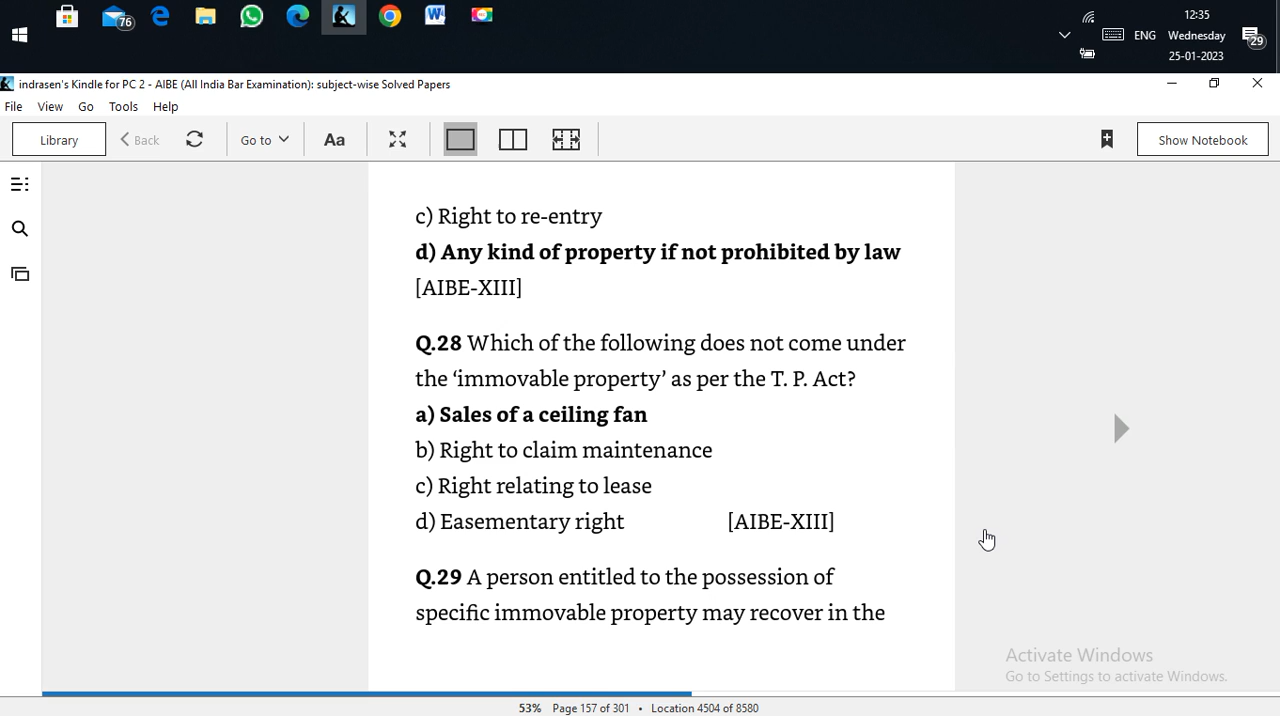 76
12:35
ENG
Wednesday
25-01-2023
29
indrasen's Kindle for PC 2 - AIBE (All India Bar Examination): subject-wise Solved Papers
File View Go Tools Help
Library Back Go to Aa Show Notebook
c) Right to re-entry
d) Any kind of property if not prohibited by law
[AIBE-XIII]
Q.28 Which of the following does not come under
the ‘immovable property’ as per the T. P. Act?
a) Sales of a ceiling fan
b) Right to claim maintenance
c) Right relating to lease
d) Easementary right [AIBE-XIII]
Q.29 A person entitled to the possession of
specific immovable property may recover in the
Activate Windows
Go to Settings to activate Windows.
53% Page 157 of 301 • Location 4504 of 8580